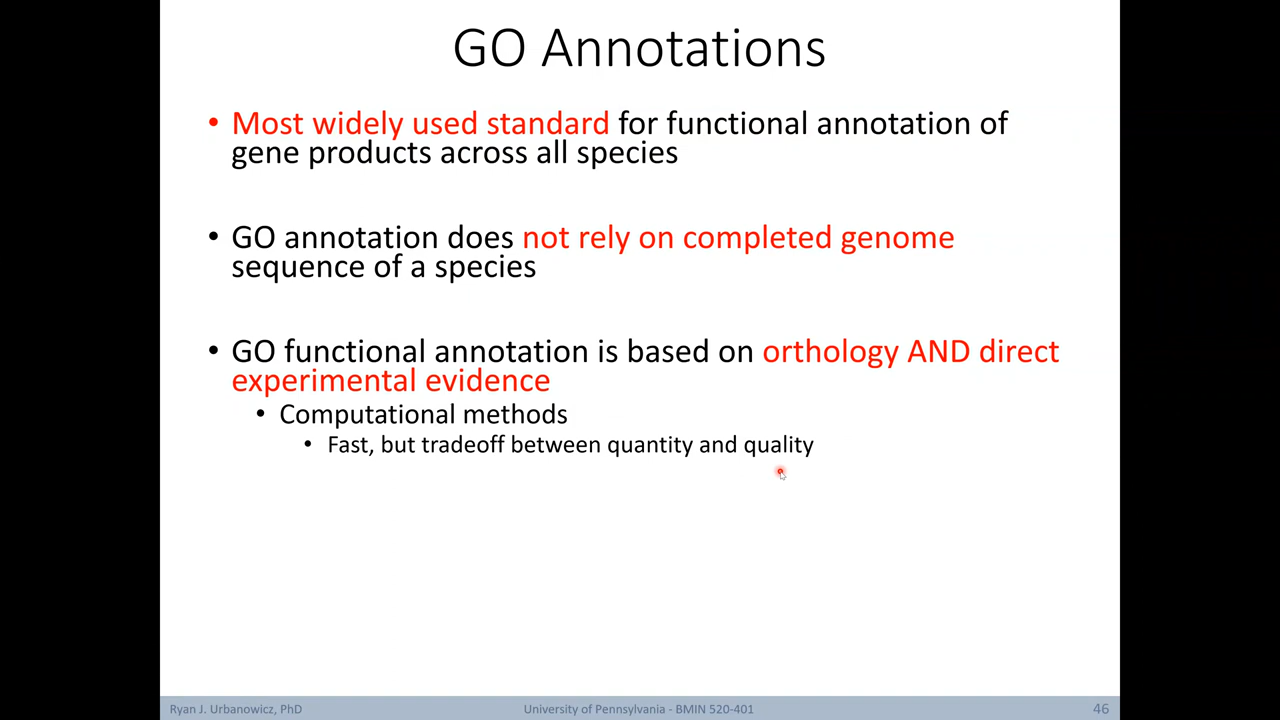 GO Annotations
• Most widely used standard for functional annotation of
gene products across all species
• GO annotation does not rely on completed genome
sequence of a species
• GO functional annotation is based on orthology AND direct
experimental evidence
• Computational methods
• Fast, but tradeoff between quantity and quality
Ryan J. Urbanowicz, PhD
University of Pennsylvania - BMIN 520-401
46